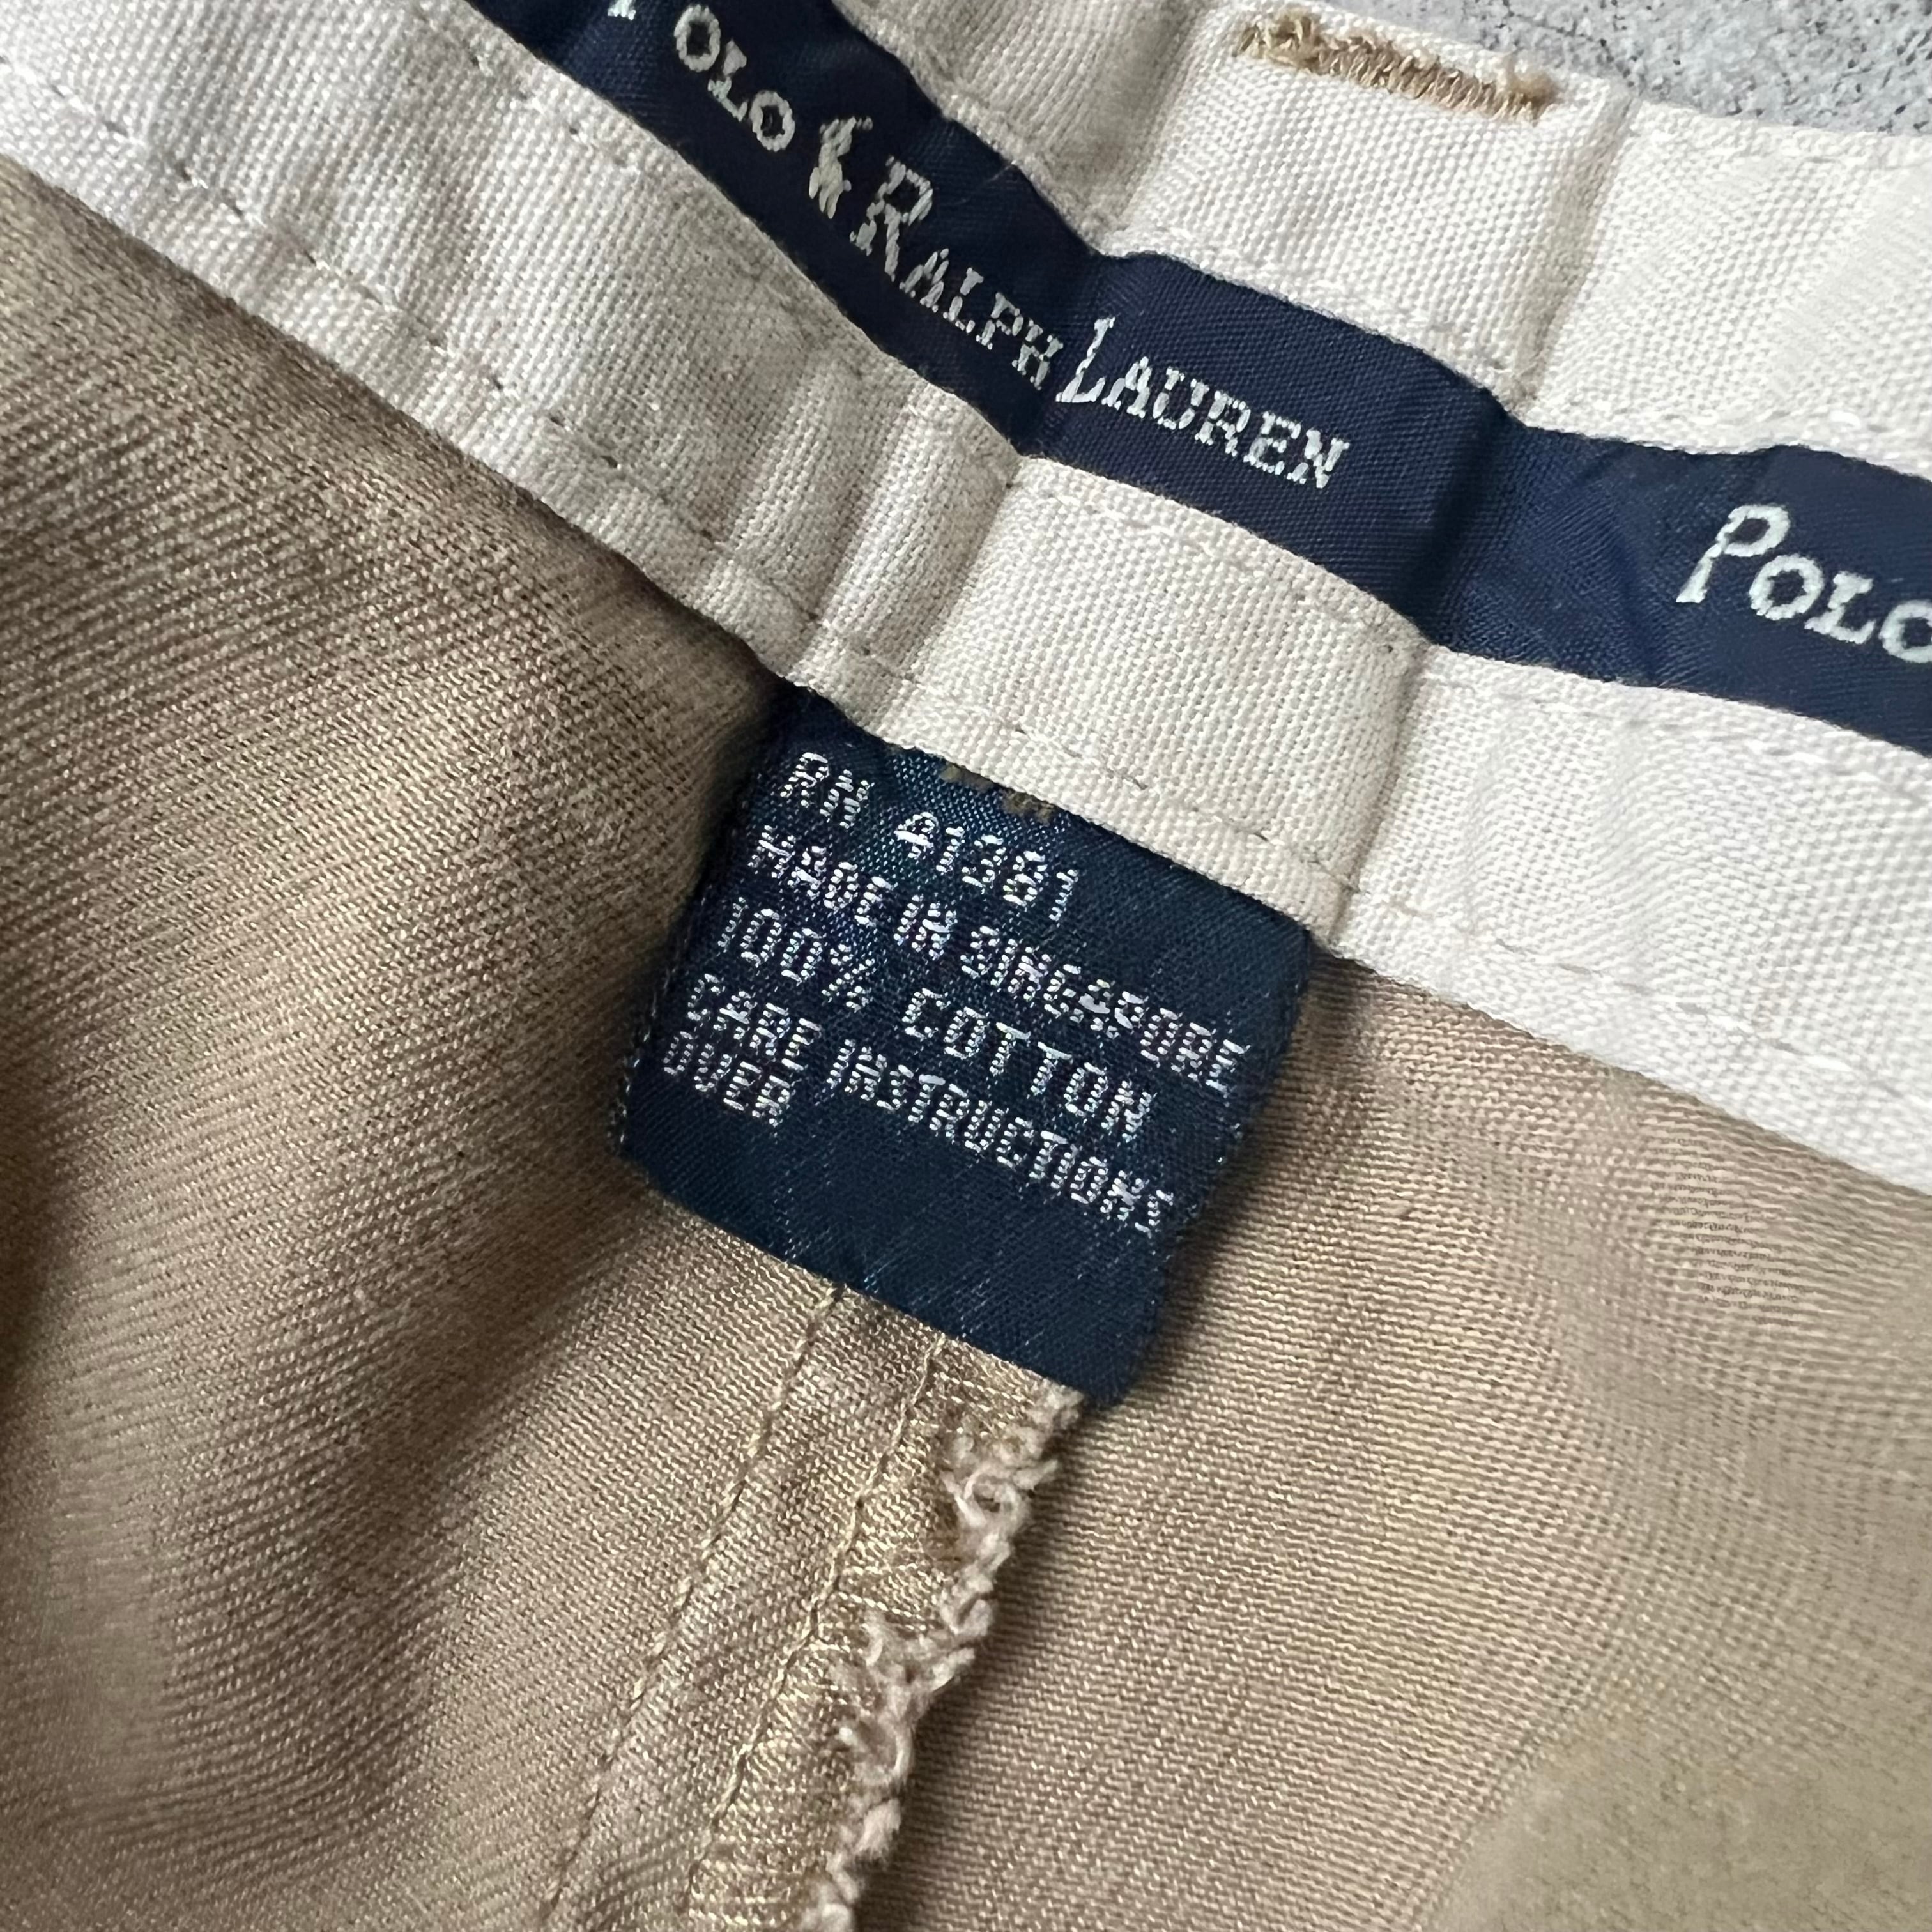 POLO RALPH LAUREN
POLO
RN 41381
MADE IN SINGAPORE
100% COTTON
CARE INSTRUCTIONS
OVER